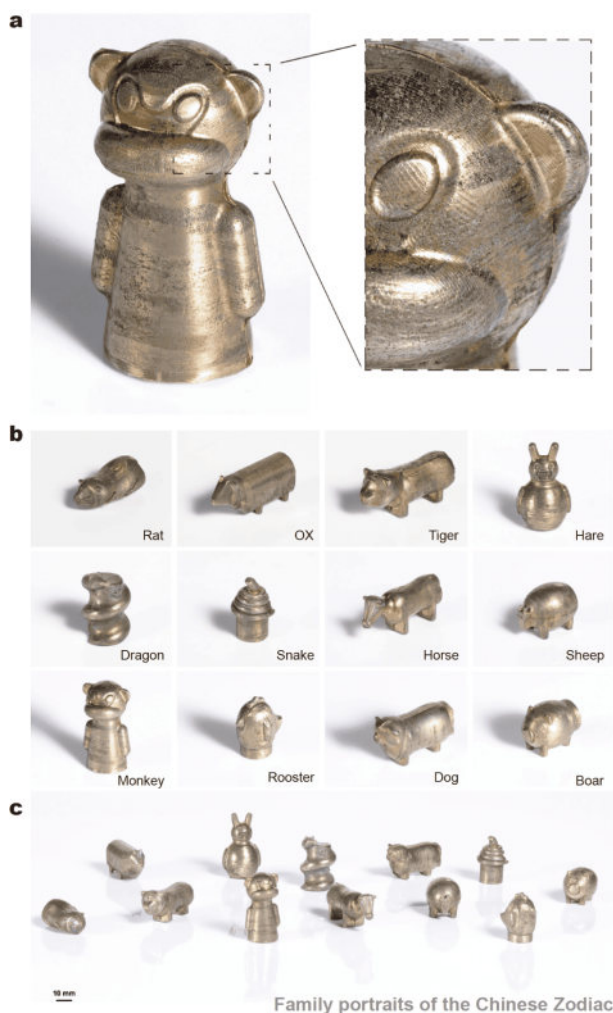 a
b
Rat
OX
Tiger
Hare
Dragon
Snake
Horse
Sheep
Monkey
Rooster
Dog
Boar
c
10 mm
Family portraits of the Chinese Zodiac